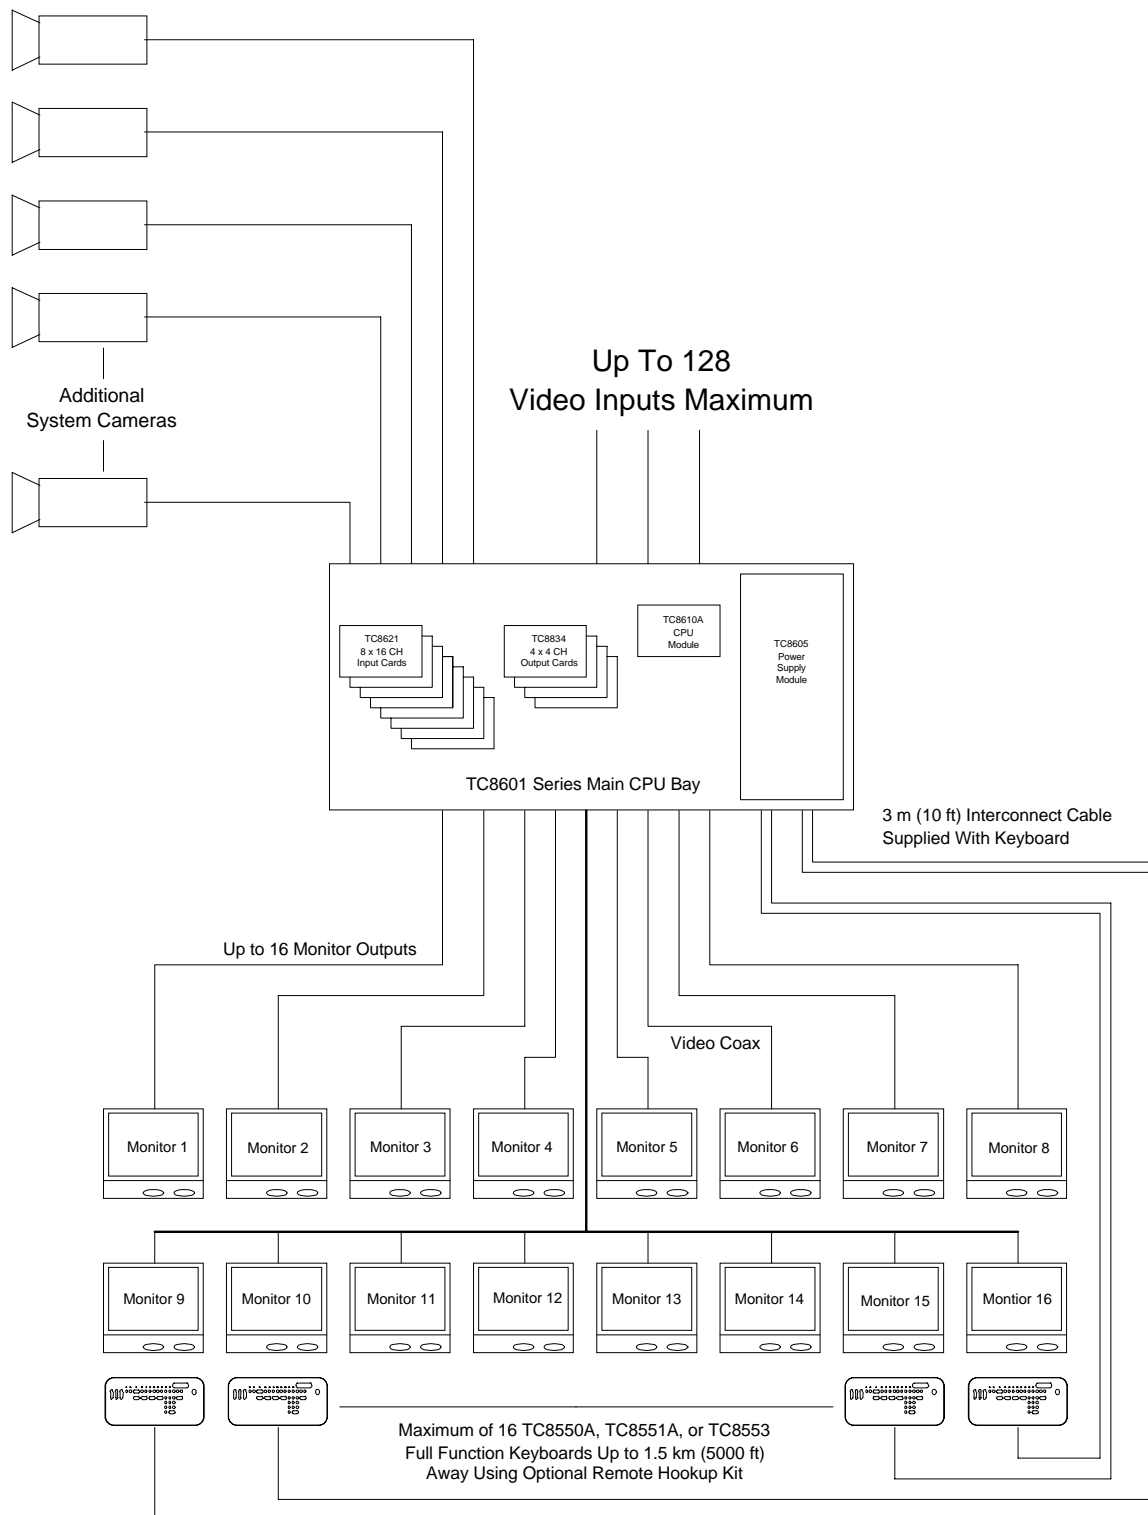 Up To 128
Video Inputs Maximum
Additional
System Cameras
TC8621
8 x 16 CH
Input Cards
TC8834
4 x 4 CH
Output Cards
TC8610A
CPU
Module
TC8605
Power
Supply
Module
TC8601 Series Main CPU Bay
3 m (10 ft) Interconnect Cable
Supplied With Keyboard
Up to 16 Monitor Outputs
Video Coax
Monitor 1
Monitor 2
Monitor 3
Monitor 4
Monitor 5
Monitor 6
Monitor 7
Monitor 8
Monitor 9
Monitor 10
Monitor 11
Monitor 12
Monitor 13
Monitor 14
Monitor 15
Montior 16
Maximum of 16 TC8550A, TC8551A, or TC8553
Full Function Keyboards Up to 1.5 km (5000 ft)
Away Using Optional Remote Hookup Kit